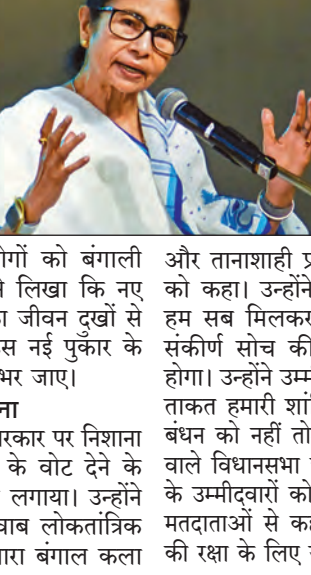 को बंगाली
लिखा कि नए
जीवन दुखों से
नई पुकार के
भर जाए।
सरकार पर निशाना
के वोट देने के
लगाया। उन्होंने
लोकतांत्रिक
बंगाल कला
और तानाशाही
को कहा। उन्होंने
हम सब मिलकर
संकीर्ण सोच की
होगा। उन्होंने
ताकत हमारी
बंधन को नहीं
वाले विधानसभा
के उम्मीदवारों को
मतदाताओं से
की रक्षा के लिए